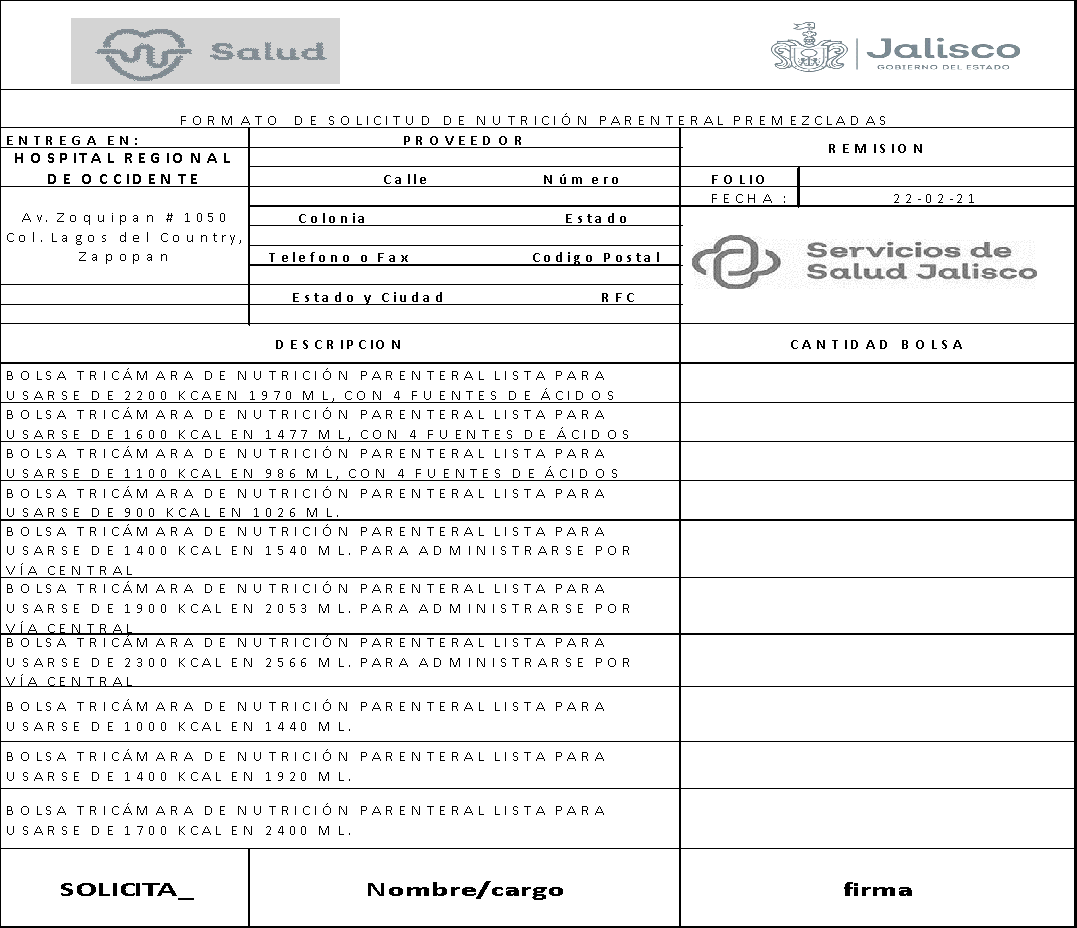 Salud
Jalisco
GOBIERNO DEL ESTADO
FORMATO DE SOLICITUD DE NUTRICIÓN PARENTERAL PREMEZCLADAS
ENTREGA EN:
HOSPITAL REGIONAL
DE OCCIDENTE
Av. Zoquipan # 1050
Col. Lagos del Country,
Zapopan
PROVEEDOR
Calle Número
Colonia Estado
Telefono o Fax Codigo Postal
Estado y Ciudad RFC
REMISION
FOLIO
FECHA : 22-02-21
Servicios de
Salud Jalisco
DESCRIPCION CANTIDAD BOLSA
BOLSA TRICÁMARA DE NUTRICIÓN PARENTERAL LISTA PARA
USARSE DE 2200 KCAEN 1970 ML, CON 4 FUENTES DE ÁCIDOS
BOLSA TRICÁMARA DE NUTRICIÓN PARENTERAL LISTA PARA
USARSE DE 1600 KCAL EN 1477 ML, CON 4 FUENTES DE ÁCIDOS
BOLSA TRICÁMARA DE NUTRICIÓN PARENTERAL LISTA PARA
USARSE DE 1100 KCAL EN 986 ML, CON 4 FUENTES DE ÁCIDOS
BOLSA TRICÁMARA DE NUTRICIÓN PARENTERAL LISTA PARA
USARSE DE 900 KCAL EN 1026 ML.
BOLSA TRICÁMARA DE NUTRICIÓN PARENTERAL LISTA PARA
USARSE DE 1400 KCAL EN 1540 ML. PARA ADMINISTRARSE POR
VÍA CENTRAL
BOLSA TRICÁMARA DE NUTRICIÓN PARENTERAL LISTA PARA
USARSE DE 1900 KCAL EN 2053 ML. PARA ADMINISTRARSE POR
VÍA CENTRAL
BOLSA TRICÁMARA DE NUTRICIÓN PARENTERAL LISTA PARA
USARSE DE 2300 KCAL EN 2566 ML. PARA ADMINISTRARSE POR
VÍA CENTRAL
BOLSA TRICÁMARA DE NUTRICIÓN PARENTERAL LISTA PARA
USARSE DE 1000 KCAL EN 1440 ML.
BOLSA TRICÁMARA DE NUTRICIÓN PARENTERAL LISTA PARA
USARSE DE 1400 KCAL EN 1920 ML.
BOLSA TRICÁMARA DE NUTRICIÓN PARENTERAL LISTA PARA
USARSE DE 1700 KCAL EN 2400 ML.
SOLICITA_ Nombre/cargo firma